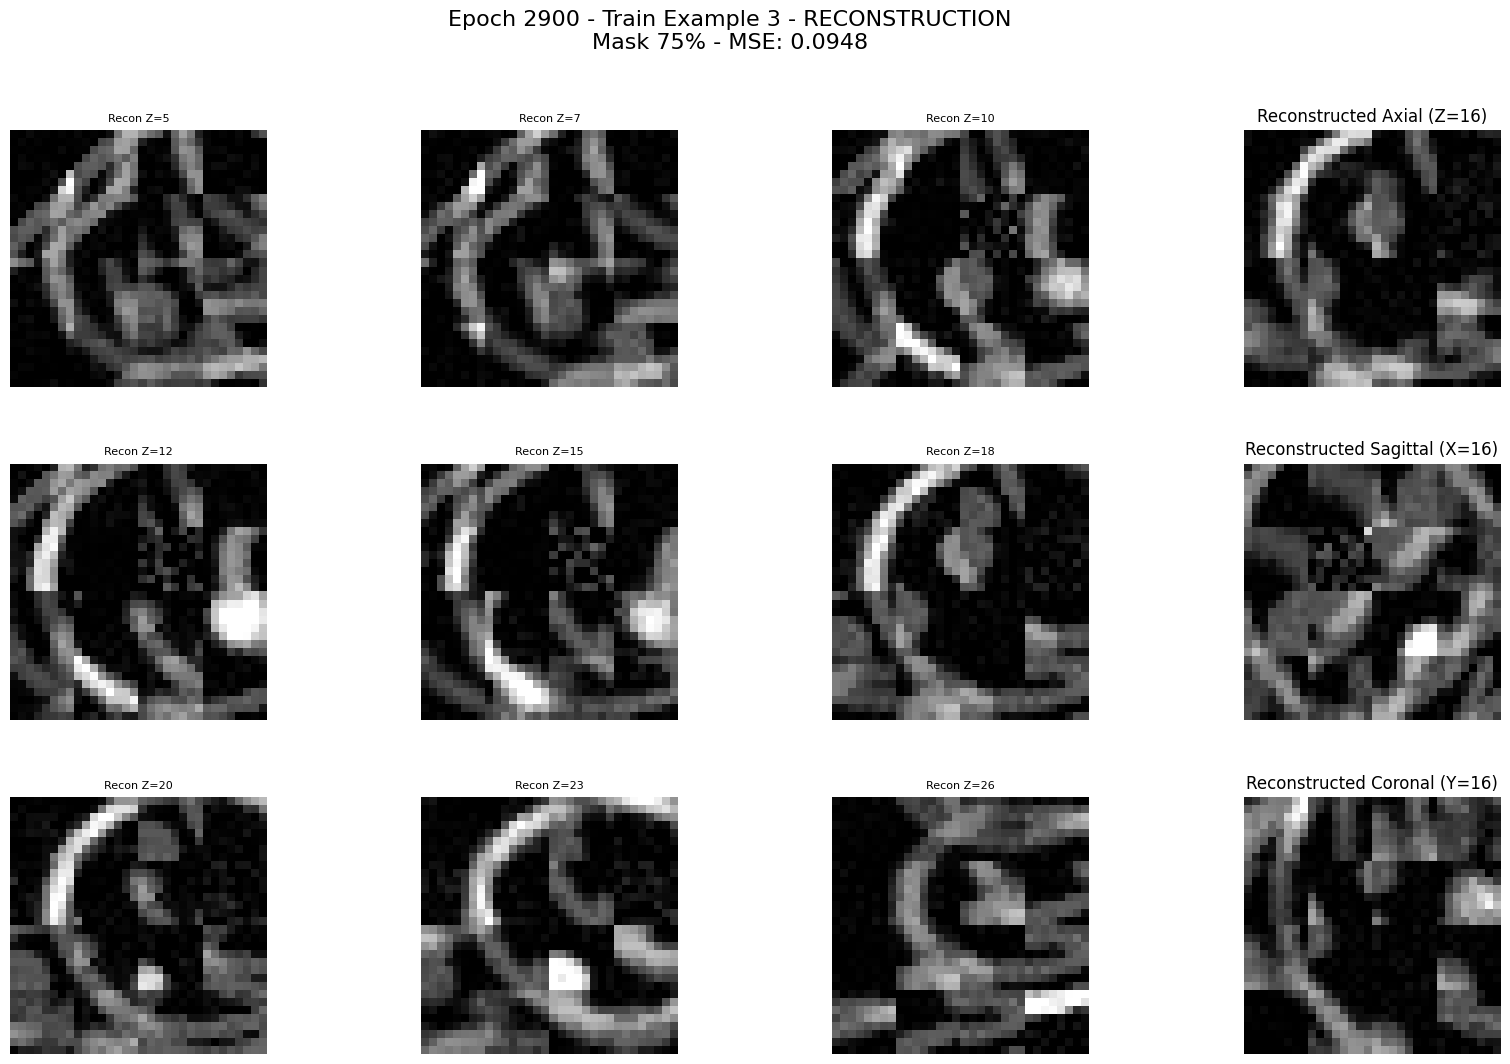 Epoch 2900 - Train Example 3 - RECONSTRUCTION
Mask 75% - MSE: 0.0948
Recon Z=5
Recon Z=7
Recon Z=10
Reconstructed Axial (Z=16)
Recon Z=12
Recon Z=15
Recon Z=18
Reconstructed Sagittal (X=16)
Recon Z=20
Recon Z=23
Recon Z=26
Reconstructed Coronal (Y=16)